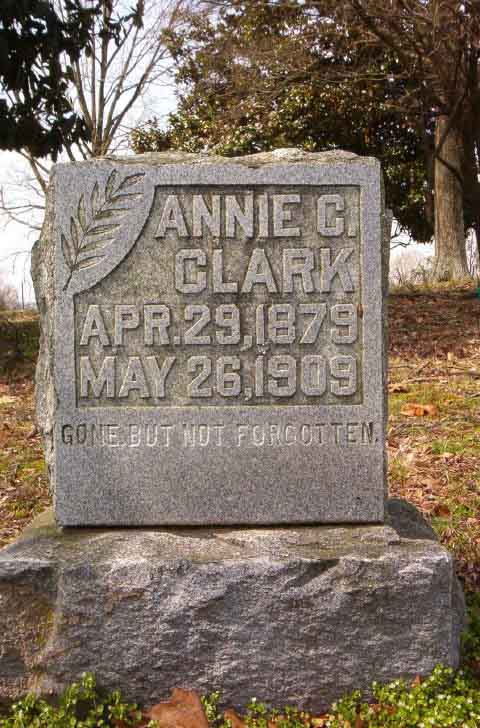 ANNIE C.
CLARK
APR. 29, 1879
MAY 26, 1909
GONE. BUT NOT FORGOTTEN.